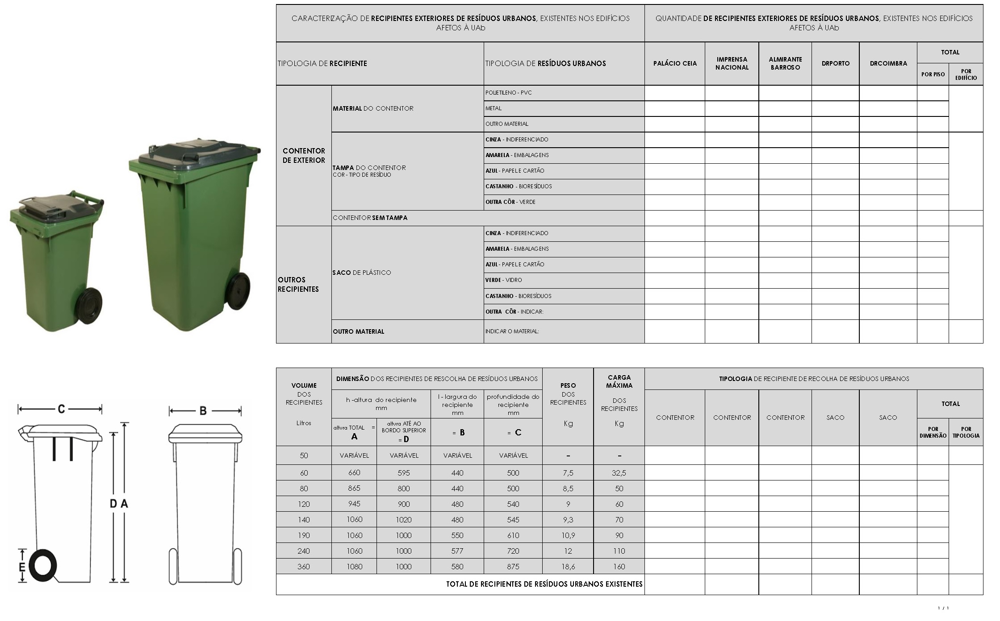 CARACTERIZAÇÃO DE RECIPIENTES EXTERIORES DE RESÍDUOS URBANOS, EXISTENTES NOS EDIFÍCIOS
AFETOS À UAb
QUANTIDADE DE RECIPIENTES EXTERIORES DE RESÍDUOS URBANOS, EXISTENTES NOS EDIFÍCIOS
AFETOS À UAb
TIPOLOGIA DE RECIPIENTE
TIPOLOGIA DE RESÍDUOS URBANOS
PALÁCIO CEIA
IMPRENSA
NACIONAL
ALMIRANTE
BARROSO
DRPORTO
DRCOIMBRA
TOTAL
POR PISO
POR
EDIFÍCIO
CONTENTOR
DE EXTERIOR
MATERIAL DO CONTENTOR
POLIETILENO - PVC
METAL
OUTRO MATERIAL
TAMPA DO CONTENTOR
COR - TIPO DE RESÍDUO
CINZA - INDIFERENCIADO
AMARELA - EMBALAGENS
AZUL - PAPEL E CARTÃO
CASTANHO - BIORESÍDUOS
OUTRA CÔR - VERDE
CONTENTOR SEM TAMPA
OUTROS
RECIPIENTES
SACO DE PLÁSTICO
CINZA - INDIFERENCIADO
AMARELA - EMBALAGENS
AZUL - PAPEL E CARTÃO
VERDE - VIDRO
CASTANHO - BIORESÍDUOS
OUTRA CÔR - INDICAR:
OUTRO MATERIAL
INDICAR O MATERIAL:
VOLUME
DOS
RECIPIENTES
Litros
DIMENSÃO DOS RECIPIENTES DE RESCOLHA DE RESÍDUOS URBANOS
h -altura do recipiente
mm
l - largura do
recipiente
mm
profundidade do
recipiente
mm
altura TOTAL =
A
altura ATÉ AO
BORDO SUPERIOR
= D
= B
= C
PESO
DOS
RECIPIENTES
Kg
CARGA
MÁXIMA
DOS
RECIPIENTES
Kg
TIPOLOGIA DE RECIPIENTE DE RECOLHA DE RESÍDUOS URBANOS
CONTENTOR
CONTENTOR
CONTENTOR
SACO
SACO
TOTAL
POR
DIMENSÃO
POR
TIPOLOGIA
50 VARIÁVEL VARIÁVEL VARIÁVEL VARIÁVEL - -
60 660 595 440 500 7,5 32,5
80 865 800 440 500 8,5 50
120 945 900 480 540 9 60
140 1060 1020 480 545 9,3 70
190 1060 1000 550 610 10,9 90
240 1060 1000 577 720 12 110
360 1080 1000 580 875 18,6 160
TOTAL DE RECIPIENTES DE RESÍDUOS URBANOS EXISTENTES
C
B
D A
E
1 / 1